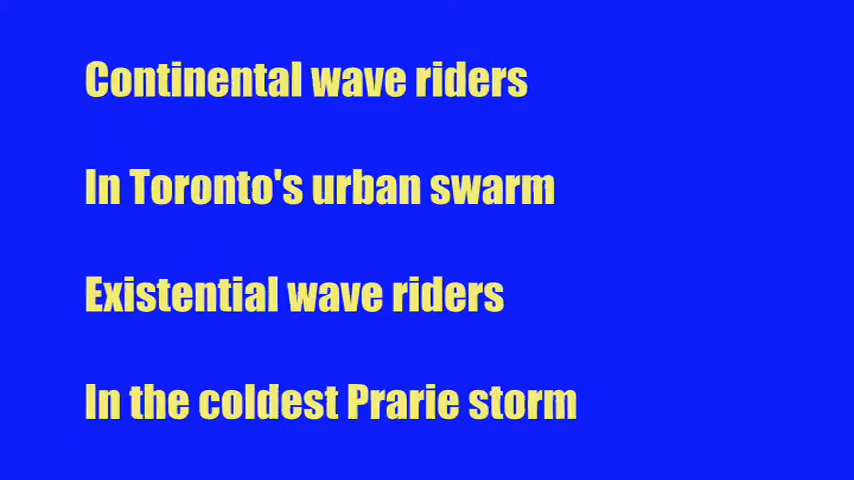 Continental wave riders
In Toronto's urban swarm
Existential wave riders
In the coldest Prarie storm